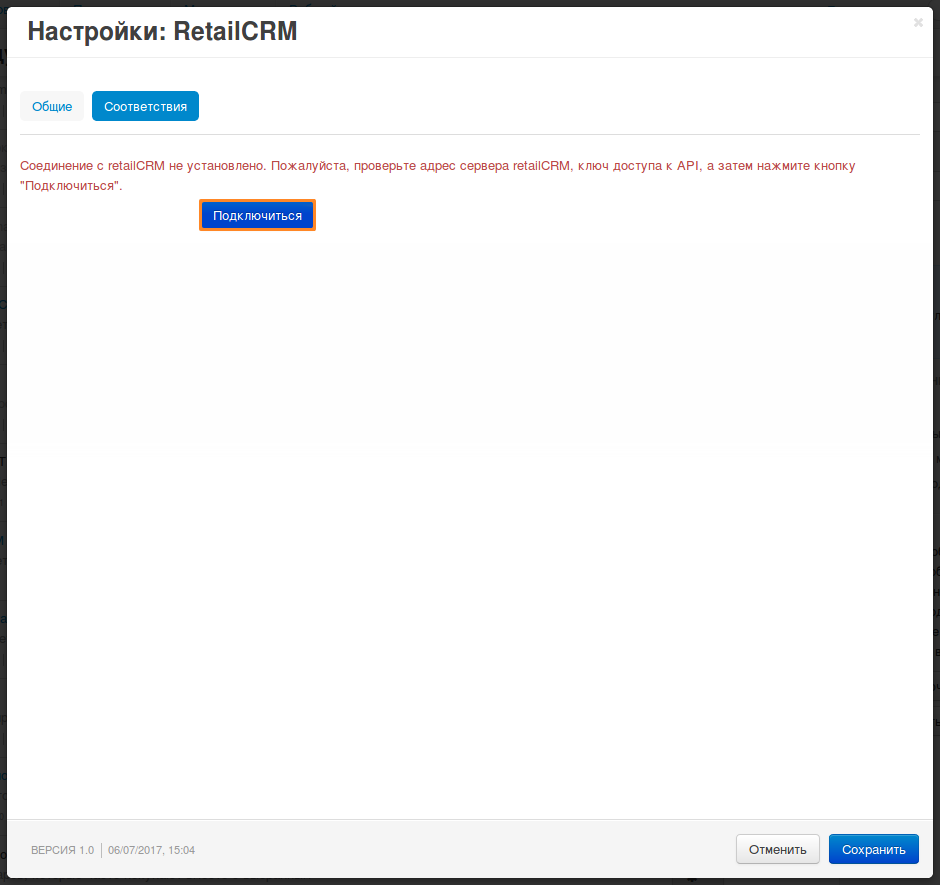 Настройки: RetailCRM
×
Общие
Соответствия
Соединение с retailCRM не установлено. Пожалуйста, проверьте адрес сервера retailCRM, ключ доступа к API, а затем нажмите кнопку
"Подключиться".
Подключиться
ВЕРСИЯ 1.0 | 06/07/2017, 15:04
Отменить
Сохранить